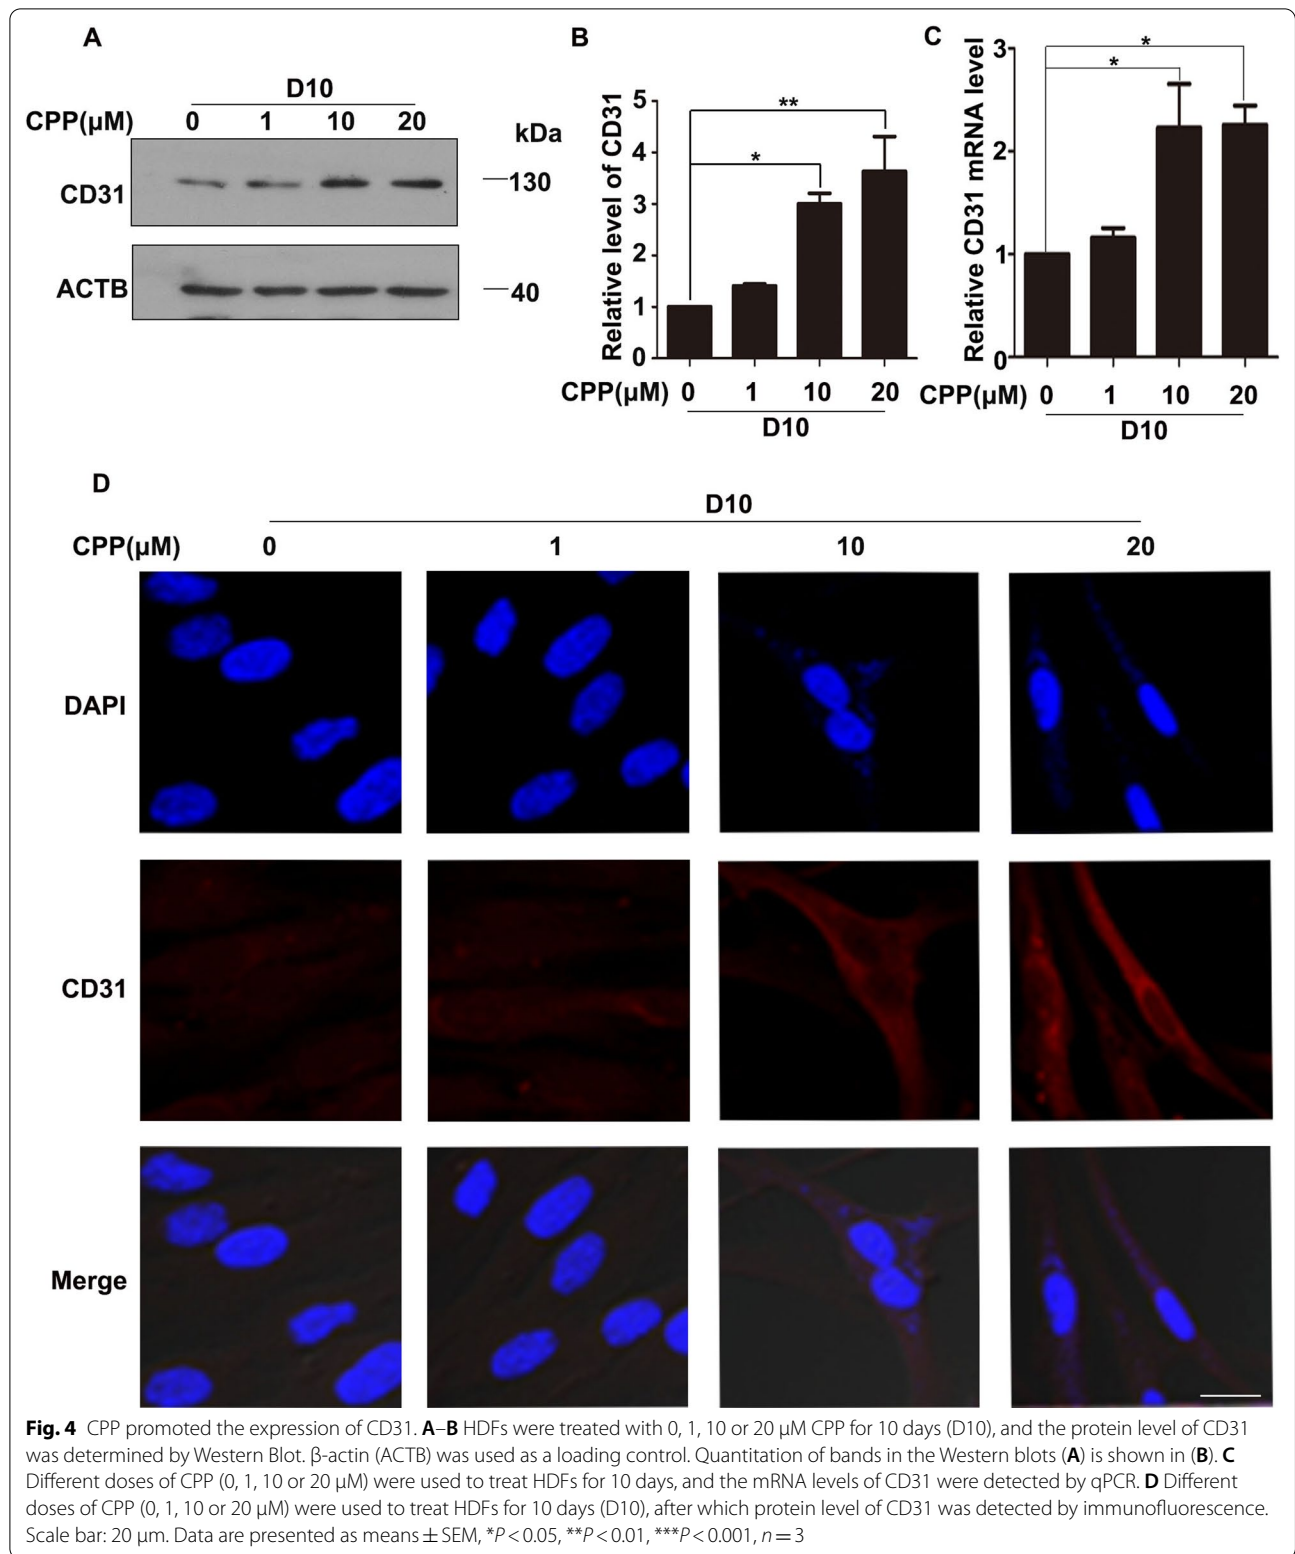 A
D10
CPP(μM) 0 1 10 20
kDa
CD31
130
ACTB
40
B
Relative level of CD31
5
4
3
2
1
0
**
*
CPP(μM) 0 1 10 20
D10
C
Relative CD31 mRNA level
3
2
1
0
*
*
CPP(μM) 0 1 10 20
D10
D
D10
CPP(μM) 0 1 10 20
DAPI
CD31
Merge
Fig. 4 CPP promoted the expression of CD31. A–B HDFs were treated with 0, 1, 10 or 20 μM CPP for 10 days (D10), and the protein level of CD31
was determined by Western Blot. β-actin (ACTB) was used as a loading control. Quantitation of bands in the Western blots (A) is shown in (B). C
Different doses of CPP (0, 1, 10 or 20 μM) were used to treat HDFs for 10 days, and the mRNA levels of CD31 were detected by qPCR. D Different
doses of CPP (0, 1, 10 or 20 μM) were used to treat HDFs for 10 days (D10), after which protein level of CD31 was detected by immunofluorescence.
Scale bar: 20 μm. Data are presented as means ± SEM, *P < 0.05, **P < 0.01, ***P < 0.001, n = 3